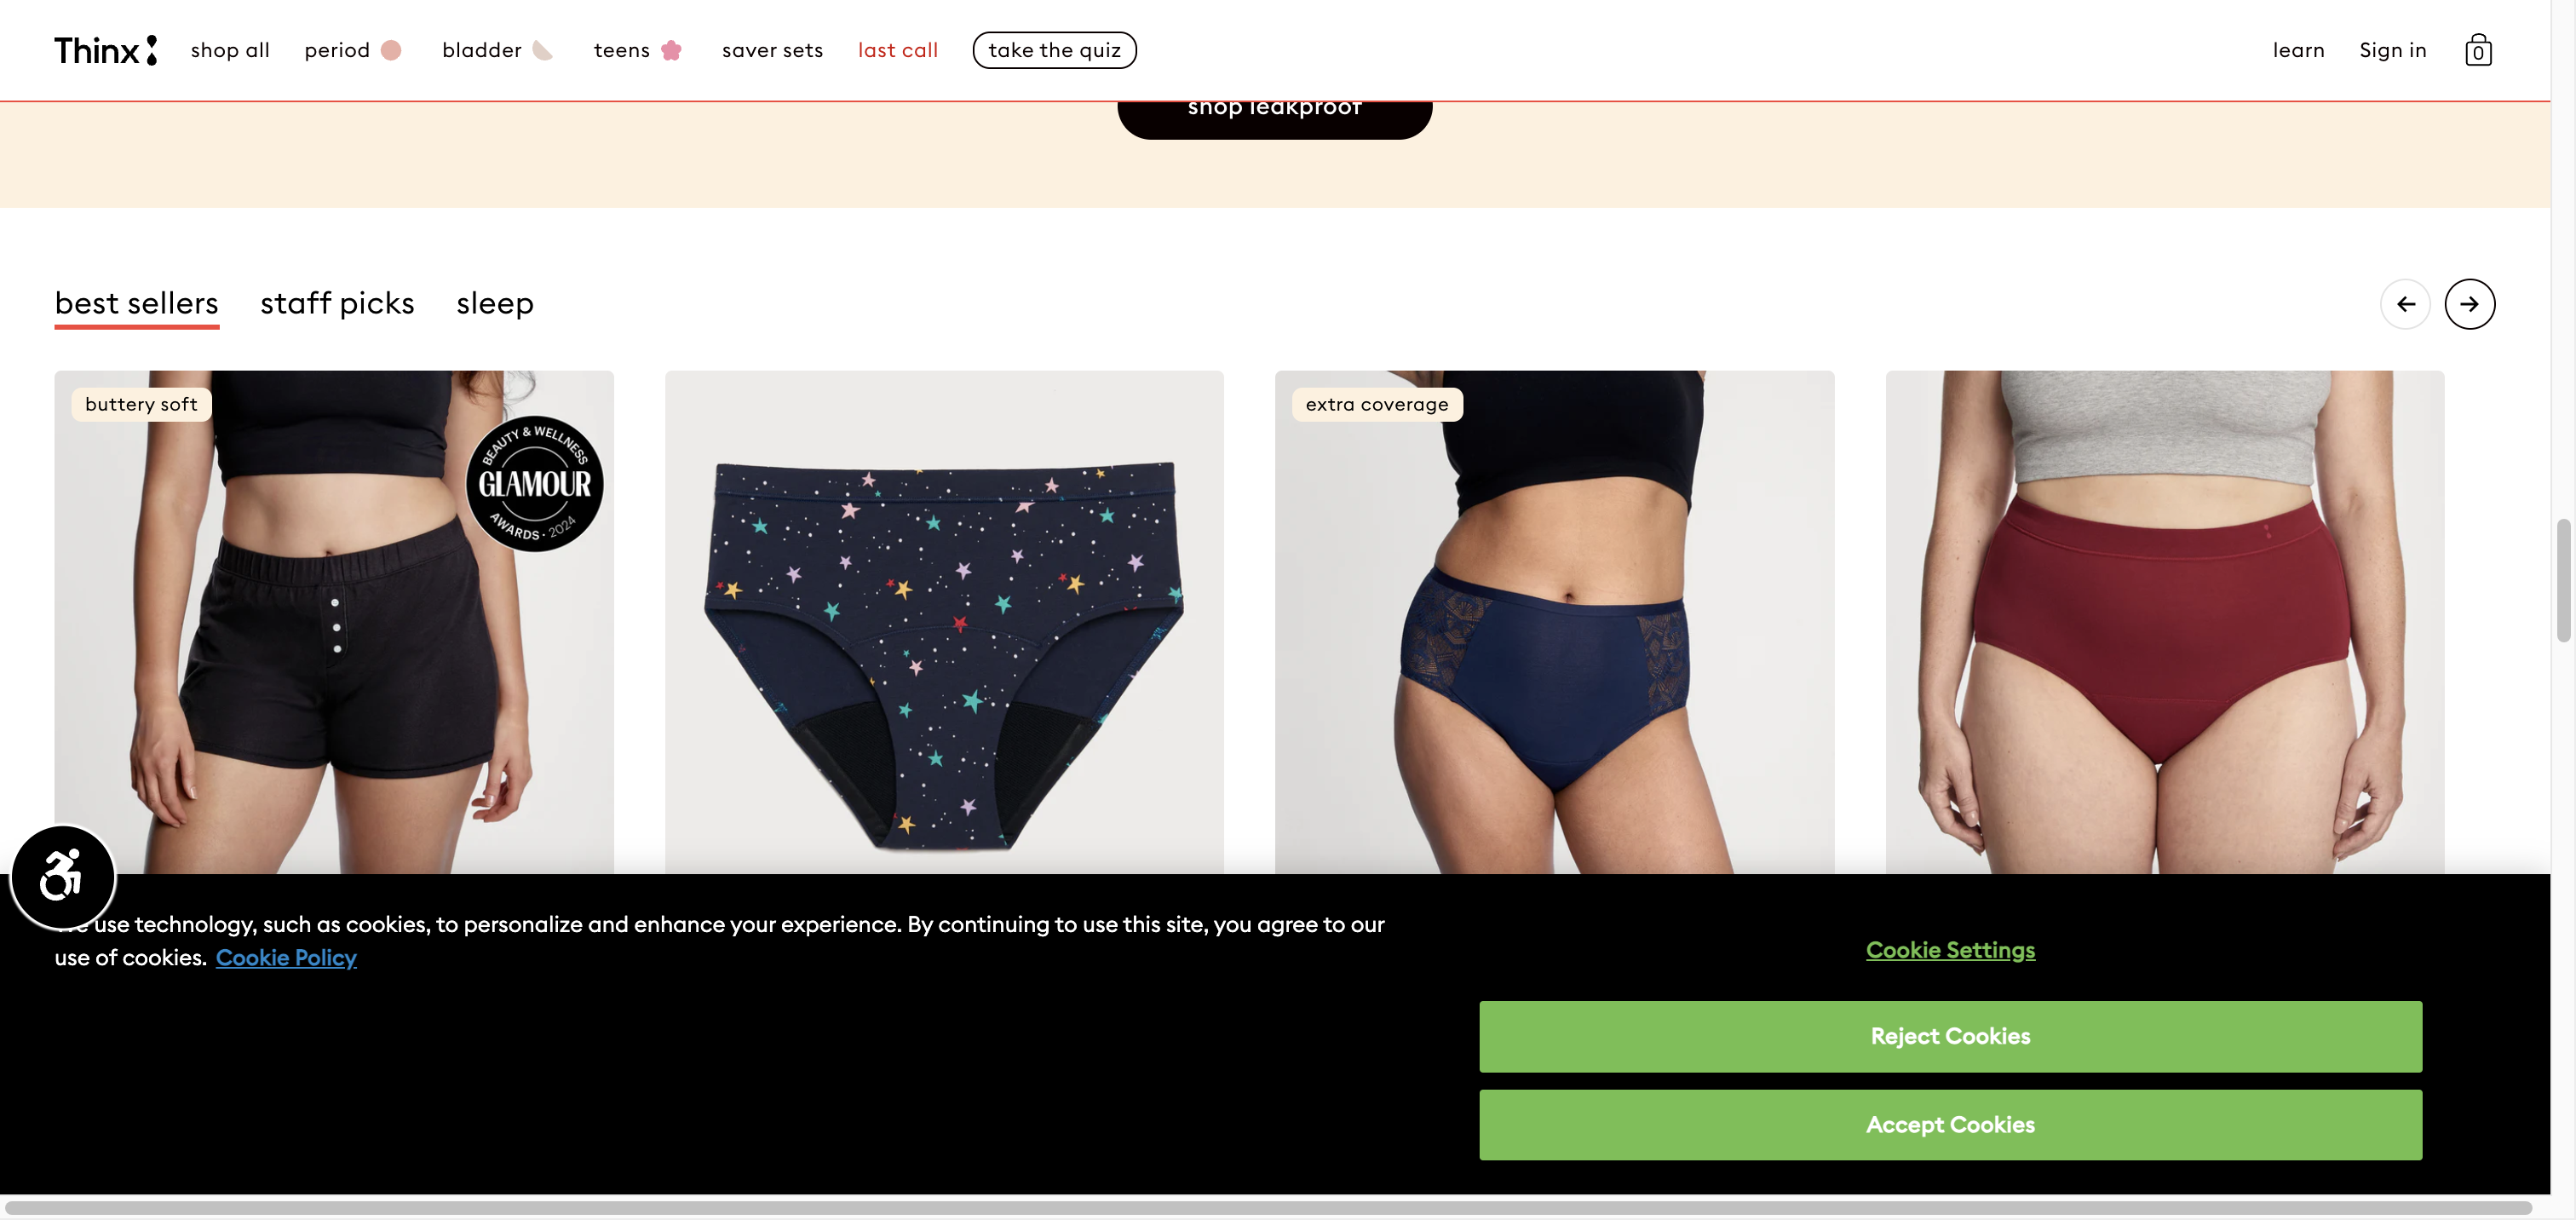 Thinx
shop all
period
bladder
teens
saver sets
last call
take the quiz
learn
Sign in
0
shop leakproof
best sellers
staff picks
sleep
buttery soft
BEAUTY & WELLNESS
GLAMOUR
AWARDS · 2024
extra coverage
We use technology, such as cookies, to personalize and enhance your experience. By continuing to use this site, you agree to our
use of cookies. Cookie Policy
Cookie Settings
Reject Cookies
Accept Cookies